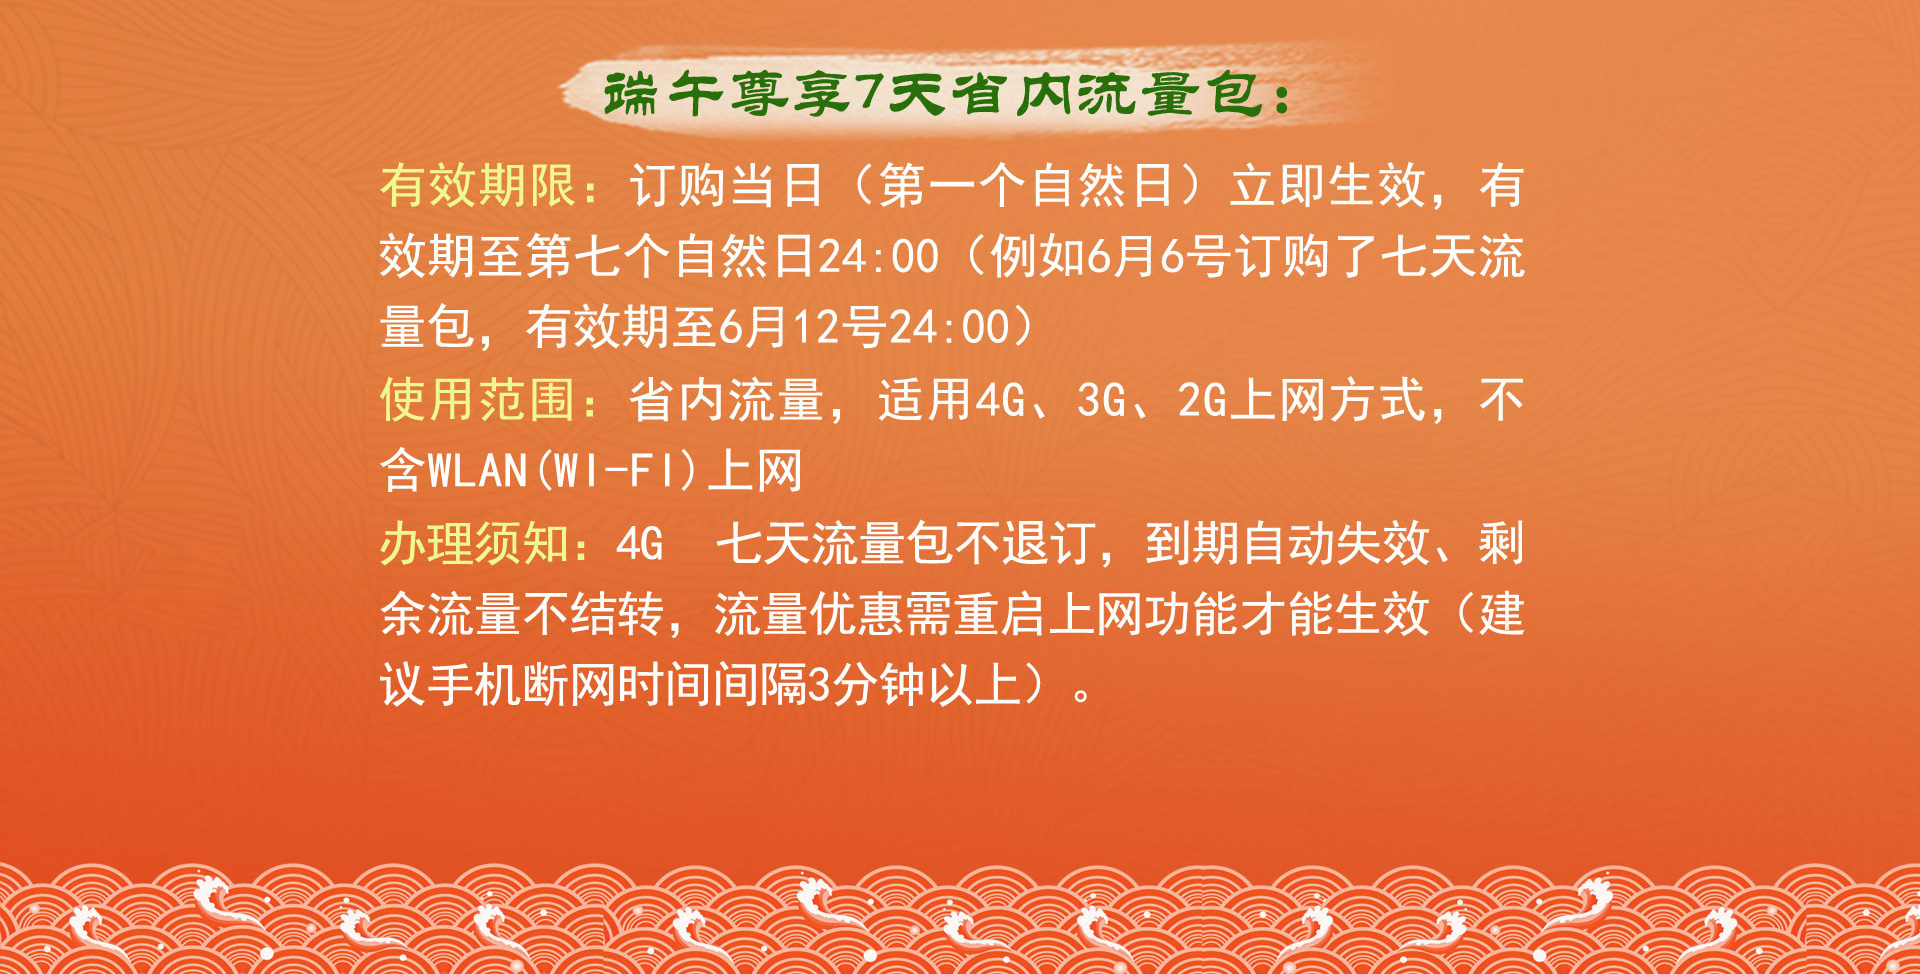 端午尊享7天省内流量包：
有效期限：订购当日（第一个自然日）立即生效，有
效期至第七个自然日24:00（例如6月6号订购了七天流
量包，有效期至6月12号24:00）
使用范围：省内流量，适用4G、3G、2G上网方式，不
含WLAN(WI-FI)上网
办理须知：4G 七天流量包不退订，到期自动失效、剩
余流量不结转，流量优惠需重启上网功能才能生效（建
议手机断网时间间隔3分钟以上）。